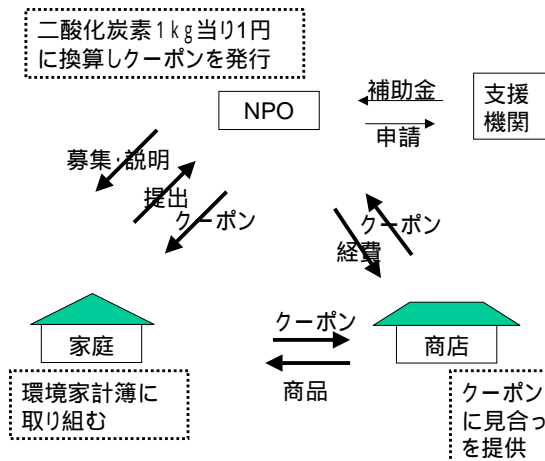 二酸化炭素1kg当り1円
に換算しクーポンを発行
NPO
補助金
申請
支援
機関
募集・説明
提出
クーポン
クーポン
経費
家庭
クーポン
商品
商店
環境家計簿に
取り組む
クーポン
に見合っ
を提供